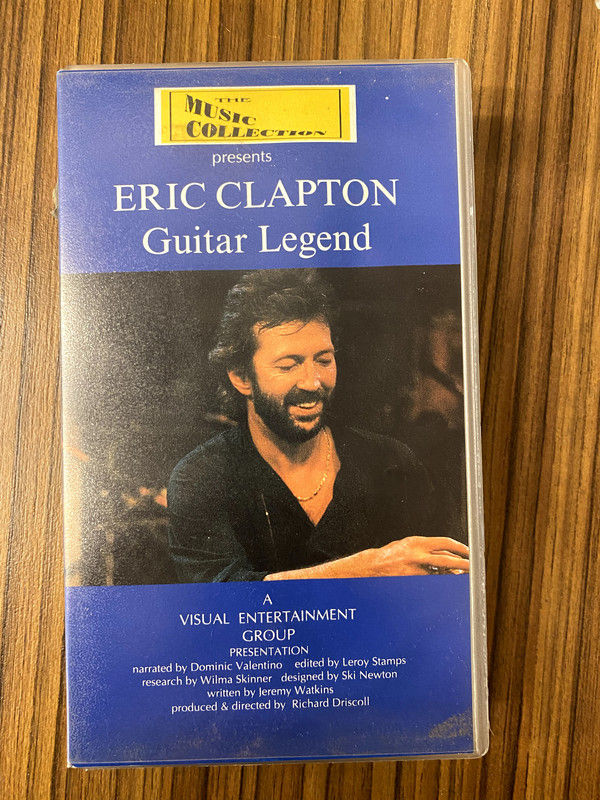 THE
MUSIC
COLLECTION
presents
ERIC CLAPTON
Guitar Legend
A
VISUAL ENTERTAINMENT
GROUP
PRESENTATION
narrated by Dominic Valentino edited by Leroy Stamps
research by Wilma Skinner designed by Ski Newton
written by Jeremy Watkins
produced & directed by Richard Driscoll